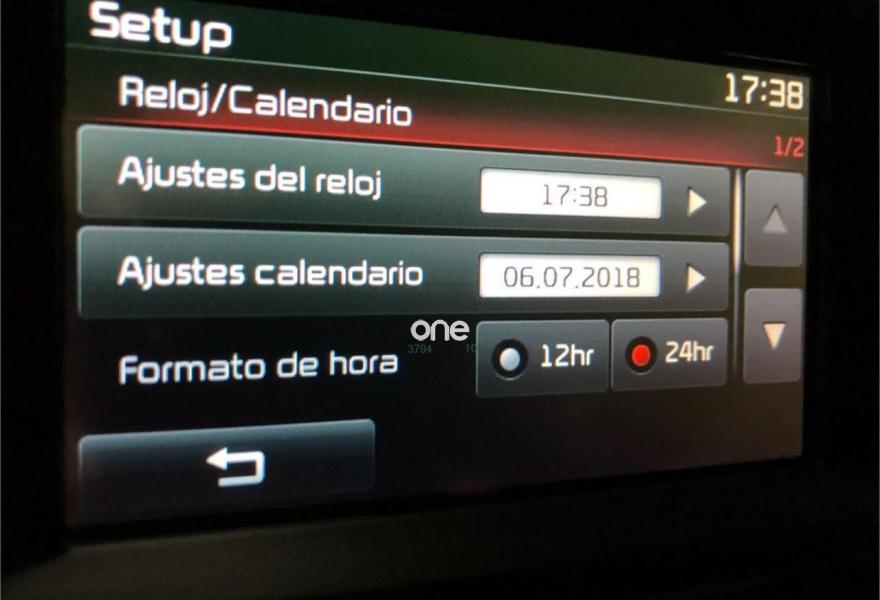 Setup
17:38
Reloj/Calendario
1/2
Ajustes del reloj 17:38
Ajustes calendario 06.07.2018
one
3794
Formato de hora 12hr 24hr